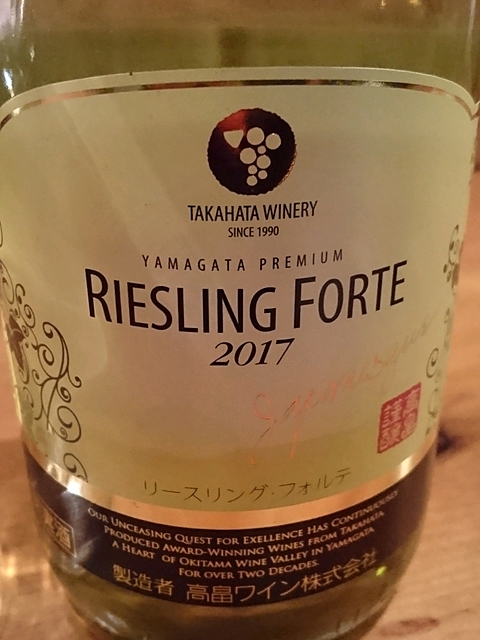 TAKAHATA WINERY
SINCE 1990
YAMAGATA PREMIUM
RIESLING FORTE
2017
リースリング・フォルテ
OUR UNCEASING QUEST FOR EXELLENCE HAS CONTINUOUSLY
PRODUCED AWARD-WINNING WINES FROM TAKAHATA,
A HEART OF OKITAMA WINE VALLEY IN YAMAGATA
FOR OVER TWO DECADES.
製造者 高畠ワイン株式会社